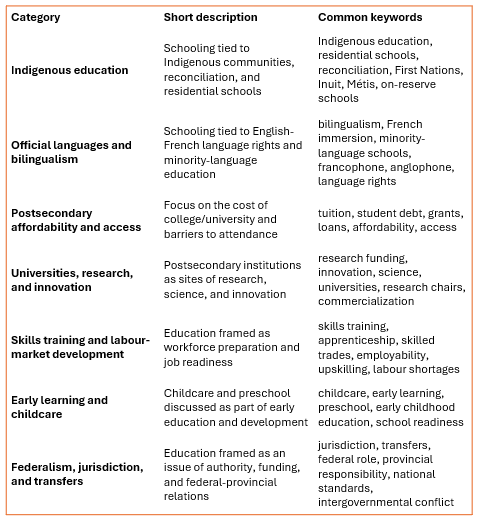 Category Short description Common keywords
Indigenous education
Schooling tied to
Indigenous communities,
reconciliation, and
residential schools
Indigenous education,
residential schools,
reconciliation, First Nations,
Inuit, Métis, on-reserve
schools
Official languages and
bilingualism
Schooling tied to English-
French language rights and
minority-language
education
bilingualism, French
immersion, minority-
language schools,
francophone, anglophone,
language rights
Postsecondary
affordability and access
Focus on the cost of
college/university and
barriers to attendance
tuition, student debt, grants,
loans, affordability, access
Universities, research,
and innovation
Postsecondary institutions
as sites of research,
science, and innovation
research funding,
innovation, science,
universities, research chairs,
commercialization
Skills training and labour-
market development
Education framed as
workforce preparation and
job readiness
skills training,
apprenticeship, skilled
trades, employability,
upskilling, labour shortages
Early learning and
childcare
Childcare and preschool
discussed as part of early
education and development
childcare, early learning,
preschool, early childhood
education, school readiness
Federalism, jurisdiction,
and transfers
Education framed as an
issue of authority, funding,
and federal-provincial
relations
jurisdiction, transfers,
federal role, provincial
responsibility, national
standards,
intergovernmental conflict